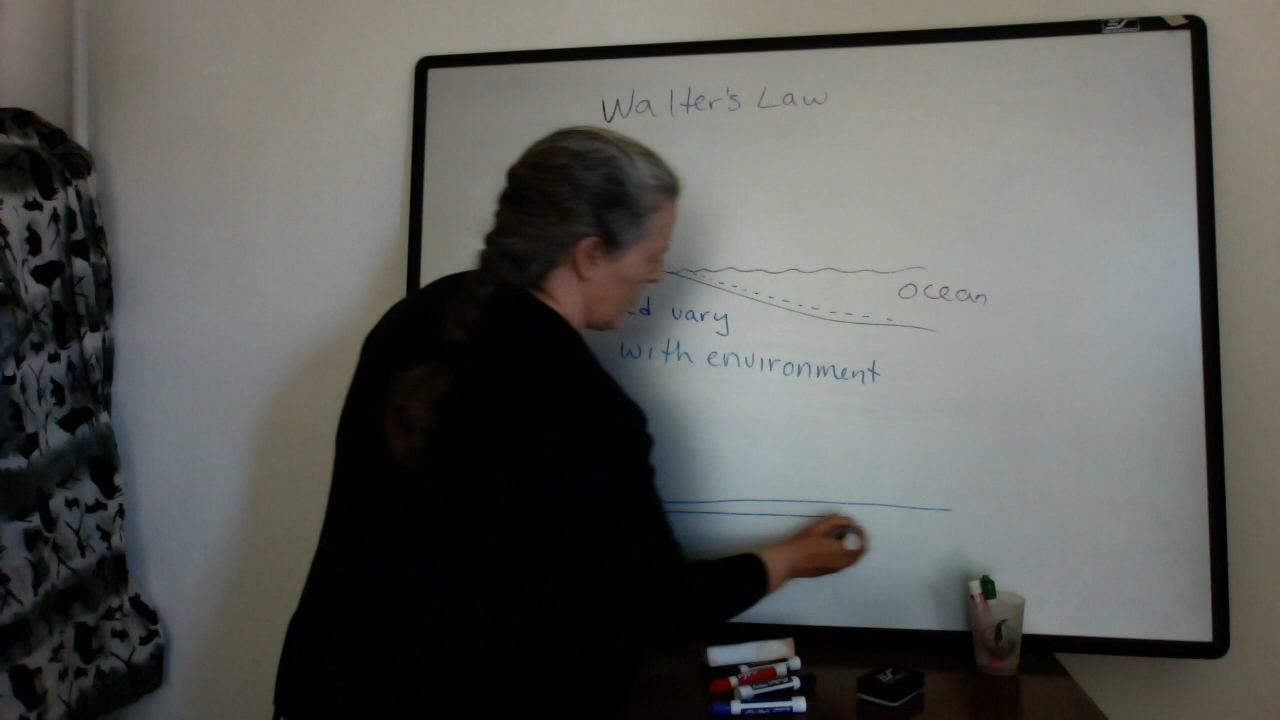 Walter's Law
ocean
vary
with environment